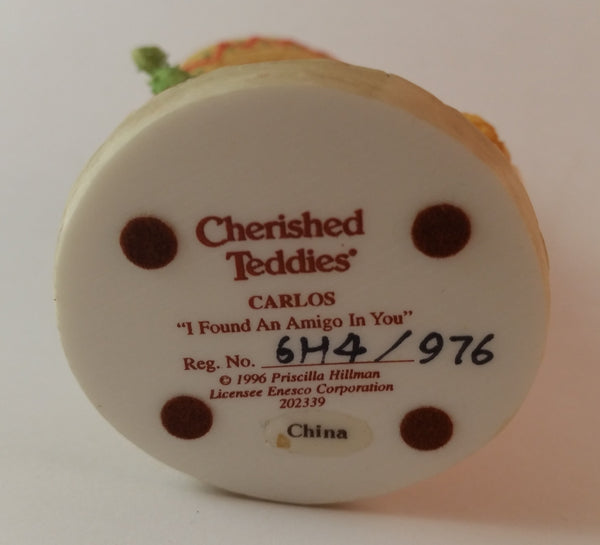 Cherished
Teddies®
CARLOS
"I Found An Amigo In You"
Reg. No. 6H4/976
© 1996 Priscilla Hillman
Licensee Enesco Corporation
202339
China